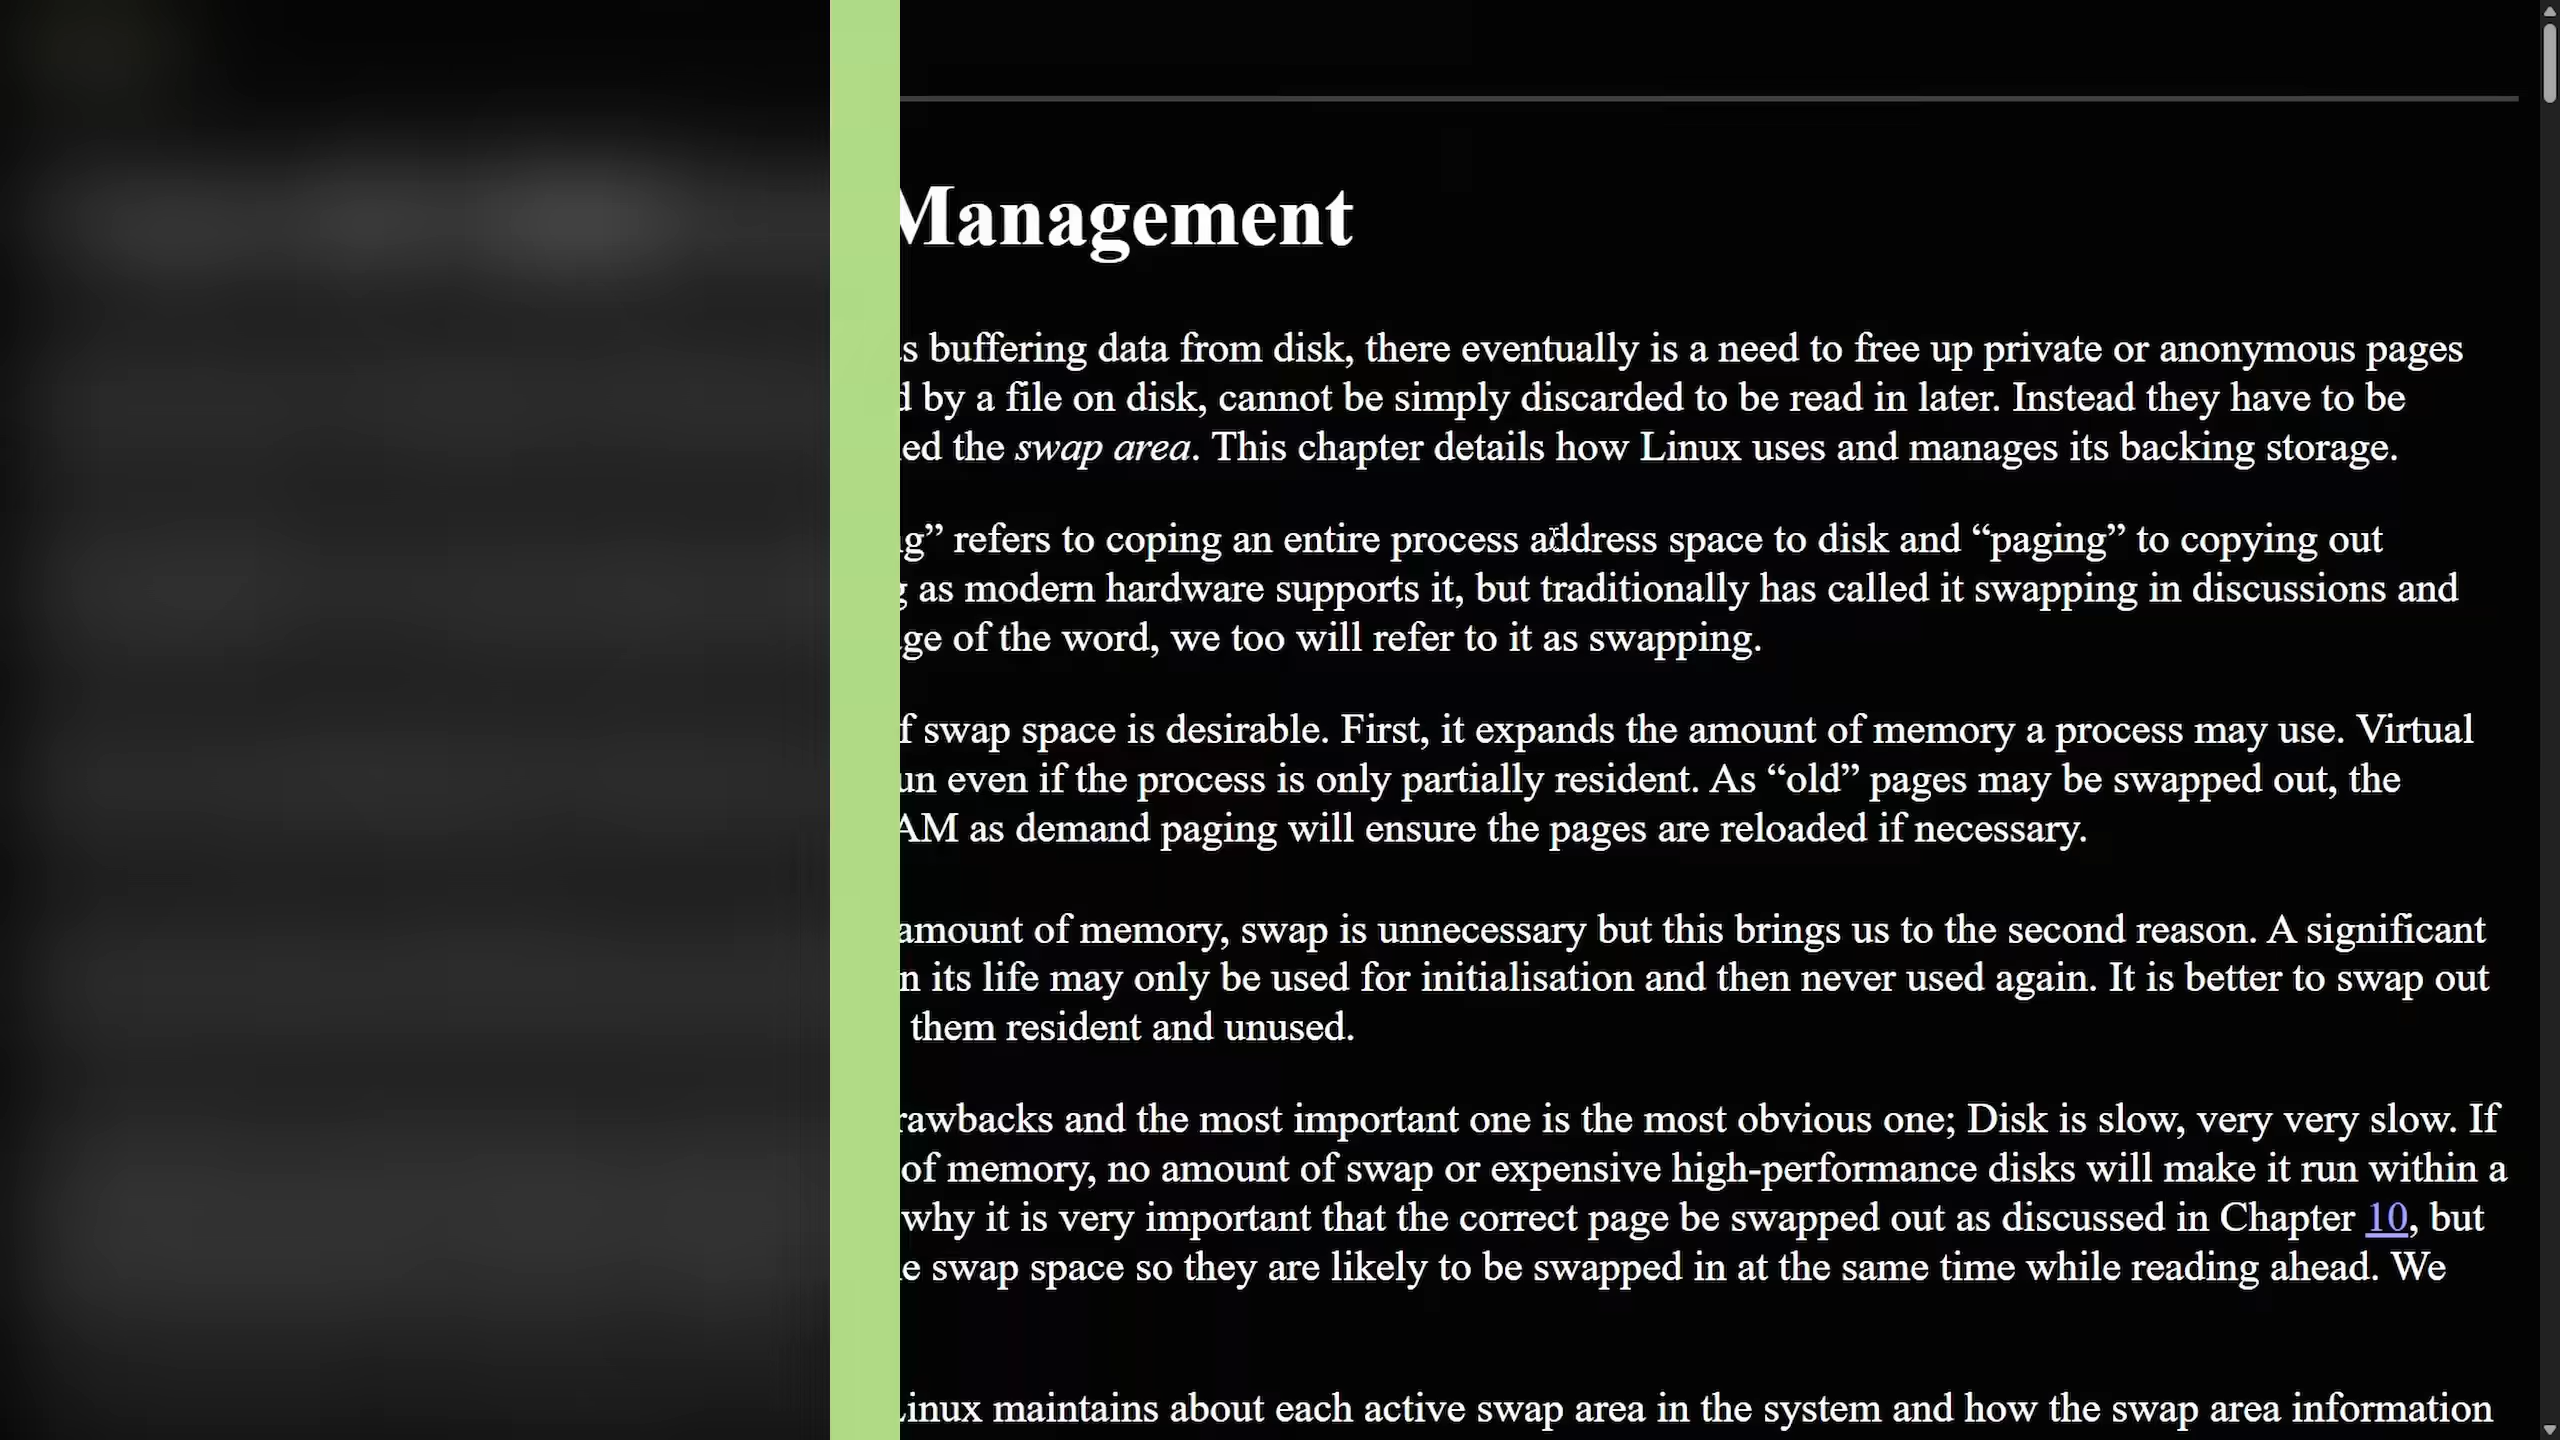 Management
s buffering data from disk, there eventually is a need to free up private or anonymous pages
by a file on disk, cannot be simply discarded to be read in later. Instead they have to be
ed the swap area. This chapter details how Linux uses and manages its backing storage.
g” refers to coping an entire process address space to disk and “paging” to copying out
as modern hardware supports it, but traditionally has called it swapping in discussions and
ge of the word, we too will refer to it as swapping.
f swap space is desirable. First, it expands the amount of memory a process may use. Virtual
un even if the process is only partially resident. As “old” pages may be swapped out, the
AM as demand paging will ensure the pages are reloaded if necessary.
amount of memory, swap is unnecessary but this brings us to the second reason. A significant
n its life may only be used for initialisation and then never used again. It is better to swap out
them resident and unused.
rawbacks and the most important one is the most obvious one; Disk is slow, very very slow. If
of memory, no amount of swap or expensive high-performance disks will make it run within a
why it is very important that the correct page be swapped out as discussed in Chapter 10, but
e swap space so they are likely to be swapped in at the same time while reading ahead. We
Linux maintains about each active swap area in the system and how the swap area information